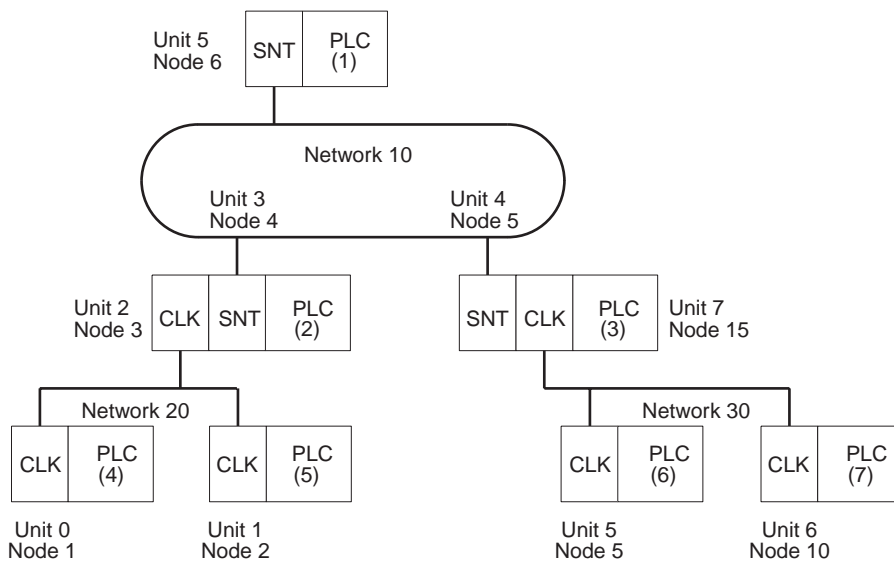 Unit 5
Node 6
SNT
PLC
(1)
Network 10
Unit 3
Node 4
Unit 4
Node 5
Unit 2
Node 3
CLK
SNT
PLC
(2)
SNT
CLK
PLC
(3)
Unit 7
Node 15
Network 20
Network 30
CLK
PLC
(4)
CLK
PLC
(5)
CLK
PLC
(6)
CLK
PLC
(7)
Unit 0
Node 1
Unit 1
Node 2
Unit 5
Node 5
Unit 6
Node 10